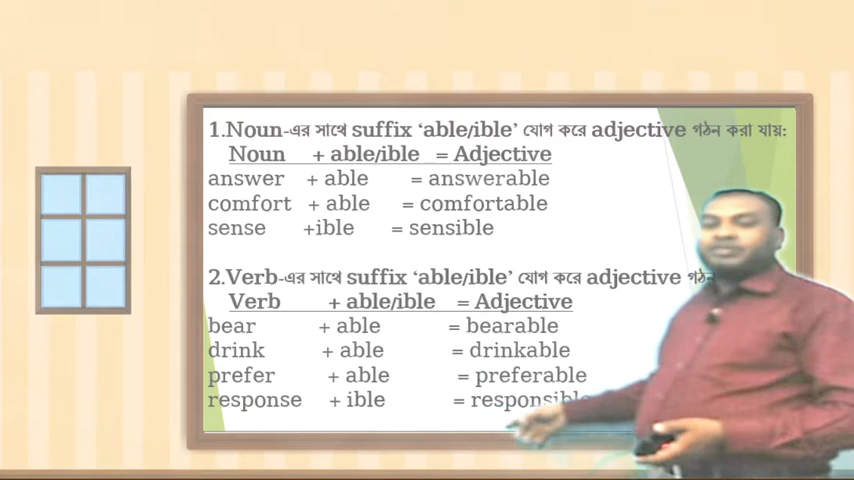 1.Noun-এর সাথে suffix ‘able/ible’ যোগ করে adjective গঠন করা যায়:
Noun + able/ible = Adjective
answer + able = answerable
comfort + able = comfortable
sense +ible = sensible
2.Verb-এর সাথে suffix ‘able/ible’ যোগ করে adjective গঠন
Verb + able/ible = Adjective
bear + able = bearable
drink + able = drinkable
prefer + able = preferable
response + ible = responsible